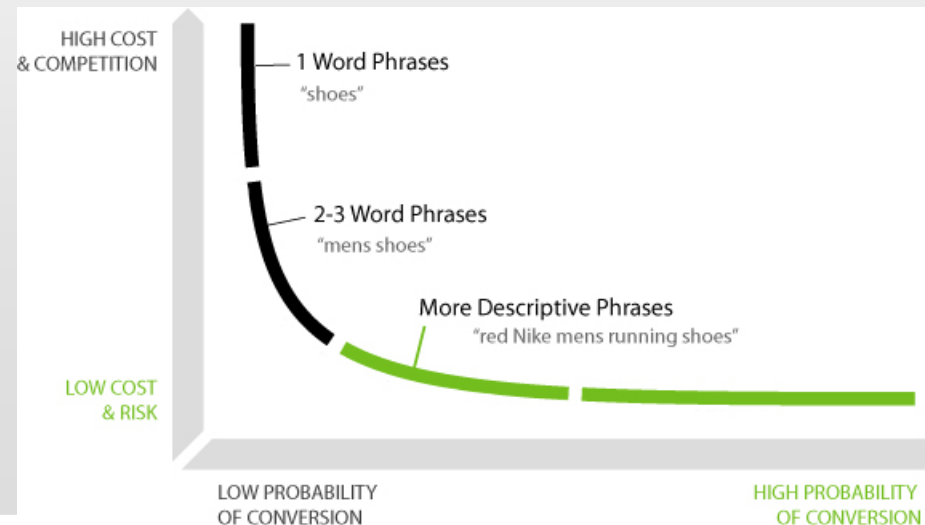 HIGH COST
& COMPETITION
1 Word Phrases
“shoes”
2-3 Word Phrases
“mens shoes”
More Descriptive Phrases
“red Nike mens running shoes”
LOW COST
& RISK
LOW PROBABILITY
OF CONVERSION
HIGH PROBABILITY
OF CONVERSION